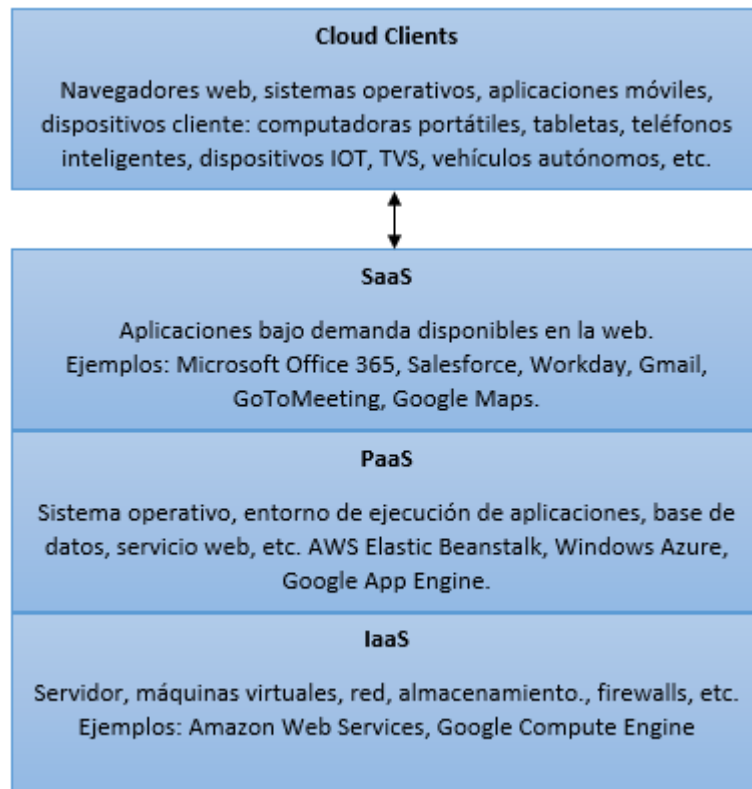 Cloud Clients
Navegadores web, sistemas operativos, aplicaciones móviles,
dispositivos cliente: computadoras portátiles, tabletas, teléfonos
inteligentes, dispositivos IOT, TVS, vehículos autónomos, etc.
SaaS
Aplicaciones bajo demanda disponibles en la web.
Ejemplos: Microsoft Office 365, Salesforce, Workday, Gmail,
GoToMeeting, Google Maps.
PaaS
Sistema operativo, entorno de ejecución de aplicaciones, base de
datos, servicio web, etc. AWS Elastic Beanstalk, Windows Azure,
Google App Engine.
IaaS
Servidor, máquinas virtuales, red, almacenamiento., firewalls, etc.
Ejemplos: Amazon Web Services, Google Compute Engine